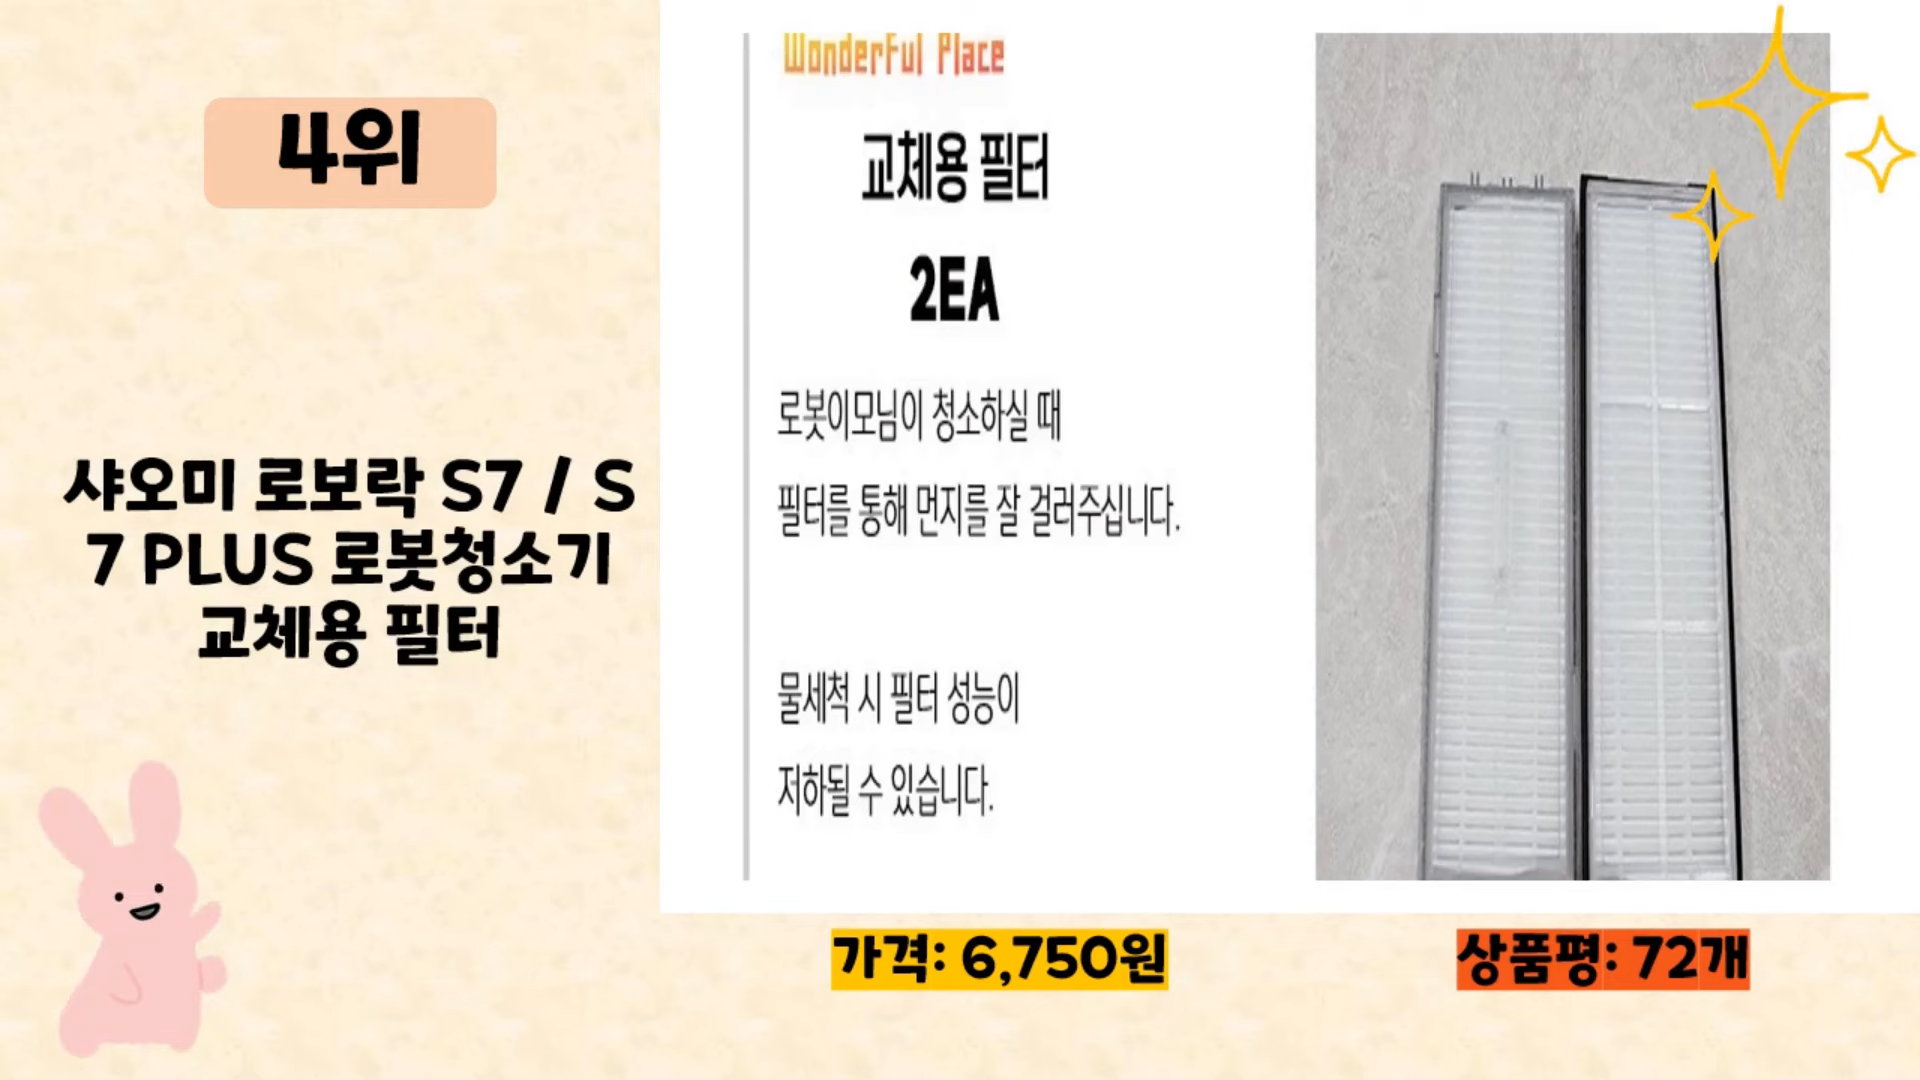 4위
샤오미 로보락 S7 / S
7 PLUS 로봇청소기
교체용 필터
WonderFul Place
교체용 필터
2EA
로봇이모님이 청소하실 때
필터를 통해 먼지를 잘 걸러주십니다.
물세척 시 필터 성능이
저하될 수 있습니다.
가격: 6,750원
상품평: 72개